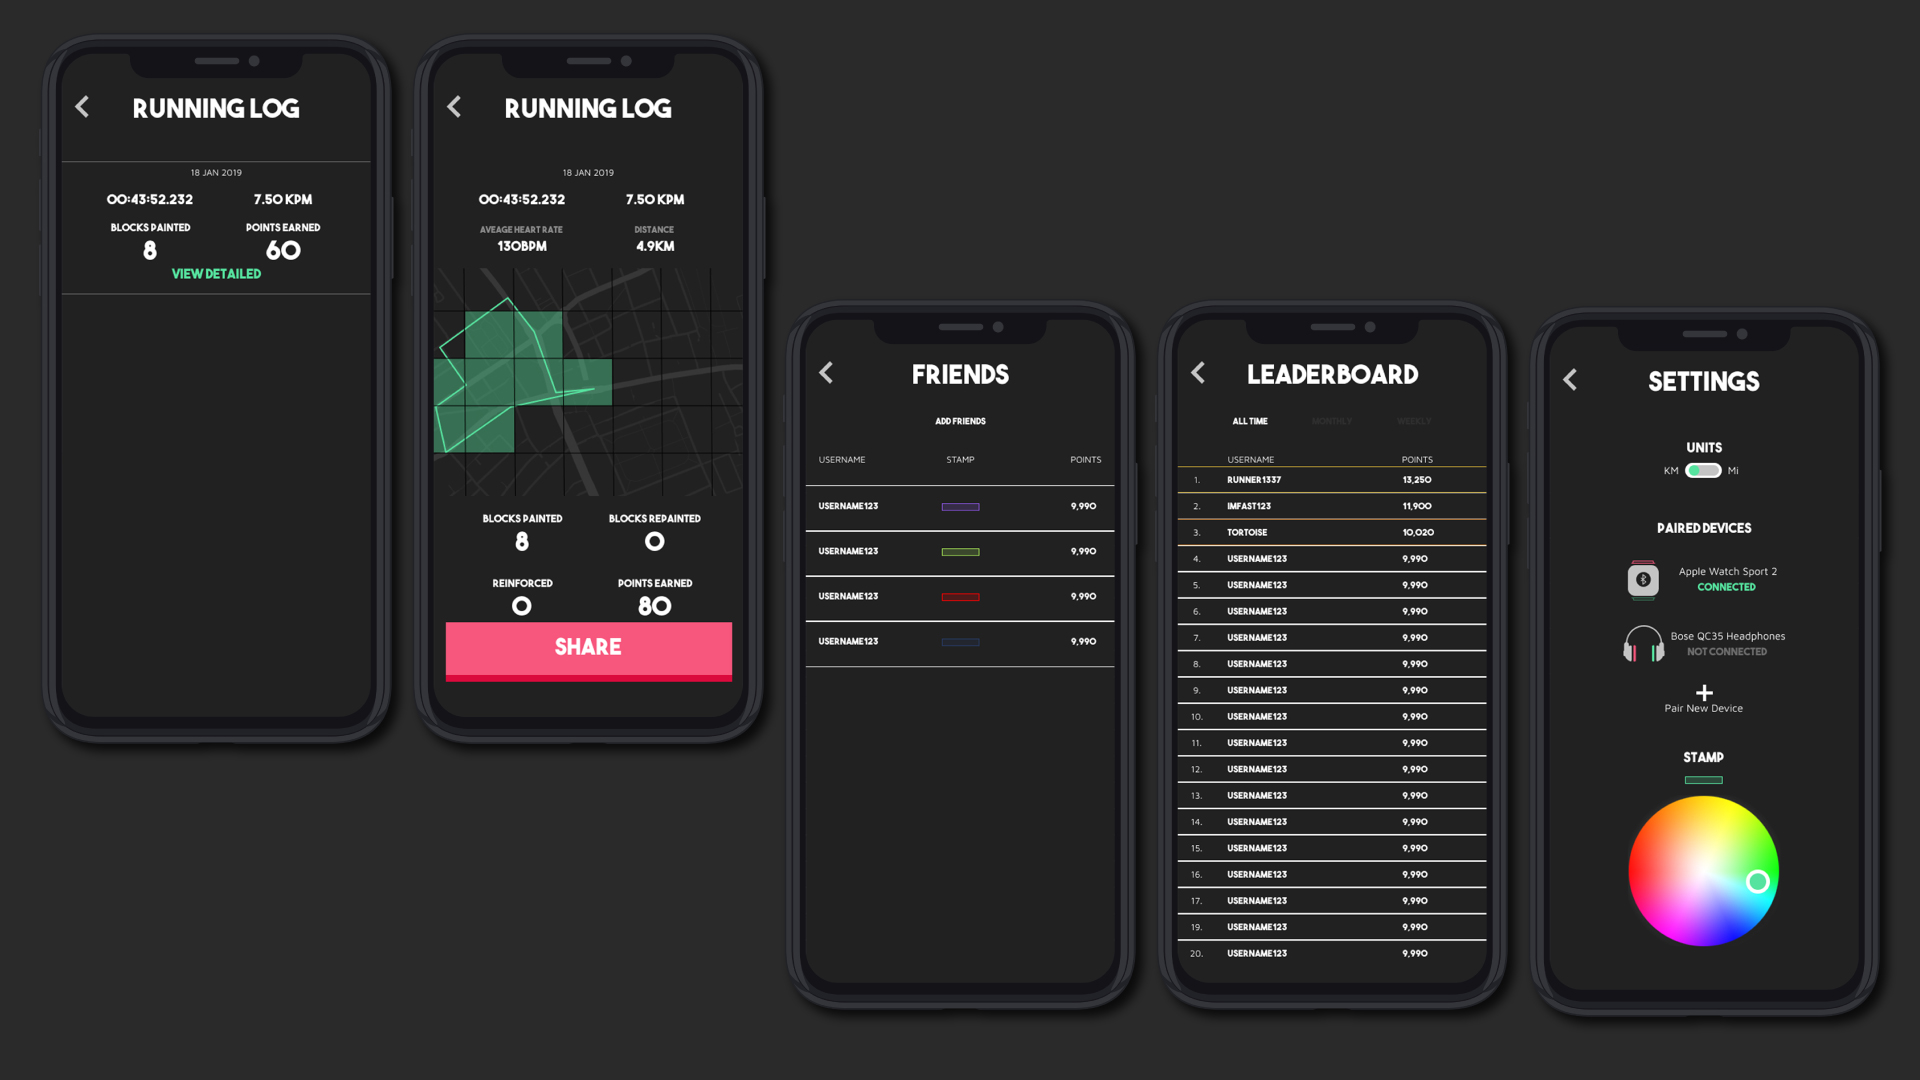 RUNNING LOG
18 JAN 2019
00:43:52.232 7.50 KPM
BLOCKS PAINTED POINTS EARNED
8 60
VIEW DETAILED
RUNNING LOG
18 JAN 2019
00:43:52.232 7.50 KPM
AVEAGE HEART RATE DISTANCE
130BPM 4.9KM
BLOCKS PAINTED BLOCKS REPAINTED
8 0
REINFORCED POINTS EARNED
0 80
SHARE
FRIENDS
ADD FRIENDS
USERNAME STAMP POINTS
USERNAME123 9,990
USERNAME123 9,990
USERNAME123 9,990
USERNAME123 9,990
LEADERBOARD
ALL TIME MONTHLY WEEKLY
USERNAME POINTS
1. RUNNER1337 13,250
2. IMFAST123 11,900
3. TORTOISE 10,020
4. USERNAME123 9,990
5. USERNAME123 9,990
6. USERNAME123 9,990
7. USERNAME123 9,990
8. USERNAME123 9,990
9. USERNAME123 9,990
10. USERNAME123 9,990
11. USERNAME123 9,990
12. USERNAME123 9,990
13. USERNAME123 9,990
14. USERNAME123 9,990
15. USERNAME123 9,990
16. USERNAME123 9,990
17. USERNAME123 9,990
19. USERNAME123 9,990
20. USERNAME123 9,990
SETTINGS
UNITS
KM Mi
PAIRED DEVICES
Apple Watch Sport 2
CONNECTED
Bose QC35 Headphones
NOT CONNECTED
Pair New Device
STAMP